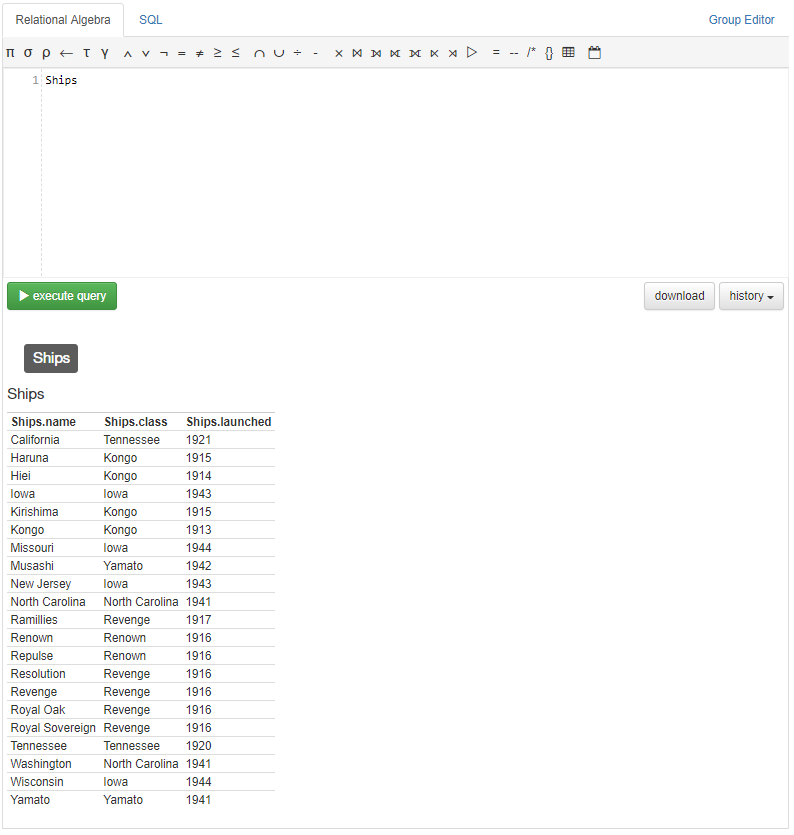 Relational Algebra SQL Group Editor
π σ ρ ← τ γ ∧ ∨ ¬ = ≠ ≥ ≤ ∩ ∪ ÷ - ⨯ ⨝ ⟕ ⟖ ⟗ ⋉ ⋊ ▷ = -- /* {}
1 Ships
execute query download history
Ships
Ships
Ships.name Ships.class Ships.launched
California Tennessee 1921
Haruna Kongo 1915
Hiei Kongo 1914
Iowa Iowa 1943
Kirishima Kongo 1915
Kongo Kongo 1913
Missouri Iowa 1944
Musashi Yamato 1942
New Jersey Iowa 1943
North Carolina North Carolina 1941
Ramillies Revenge 1917
Renown Renown 1916
Repulse Renown 1916
Resolution Revenge 1916
Revenge Revenge 1916
Royal Oak Revenge 1916
Royal Sovereign Revenge 1916
Tennessee Tennessee 1920
Washington North Carolina 1941
Wisconsin Iowa 1944
Yamato Yamato 1941